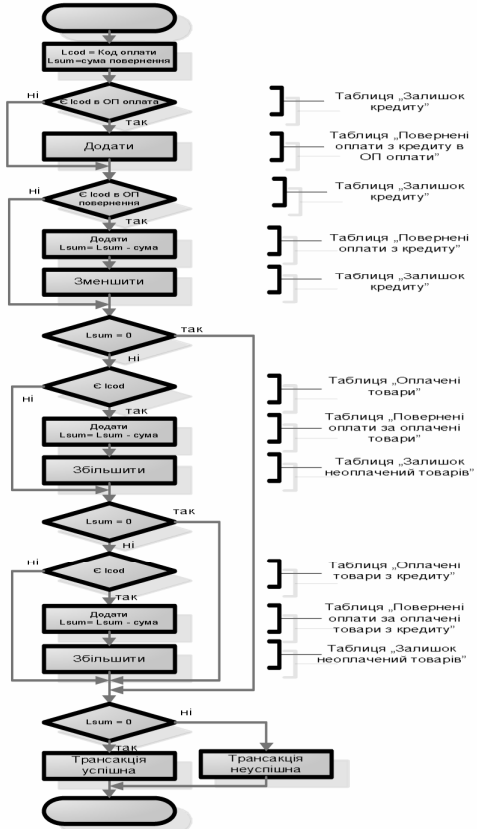 Lcod = Код оплати
Lsum=сума повернення
ні
Є lcod в ОП оплата
так
Таблиця „Залишок
кредиту”
Додати
Таблиця „Повернені
оплати з кредиту в
ОП оплати”
ні
Є lcod в ОП
повернення
так
Таблиця „Залишок
кредиту”
Додати
Lsum= Lsum - сума
Таблиця „Повернені
оплати з кредиту”
Зменшити
Таблиця „Залишок
кредиту”
Lsum = 0
так
ні
Є lcod
ні
так
Таблиця „Оплачені
товари”
Додати
Lsum= Lsum - сума
Таблиця „Повернені
оплати за оплачені
товари”
Збільшити
Таблиця „Залишок
неоплачений товарів”
Lsum = 0
так
ні
ні
Є lcod
так
Таблиця „Оплачені
товари з кредиту”
Додати
Lsum= Lsum - сума
Таблиця „Повернені
оплати за оплачені
товари з кредиту”
Збільшити
Таблиця „Залишок
неоплачений товарів”
Lsum = 0
ні
так
Трансакція
успішна
Трансакція
неуспішна